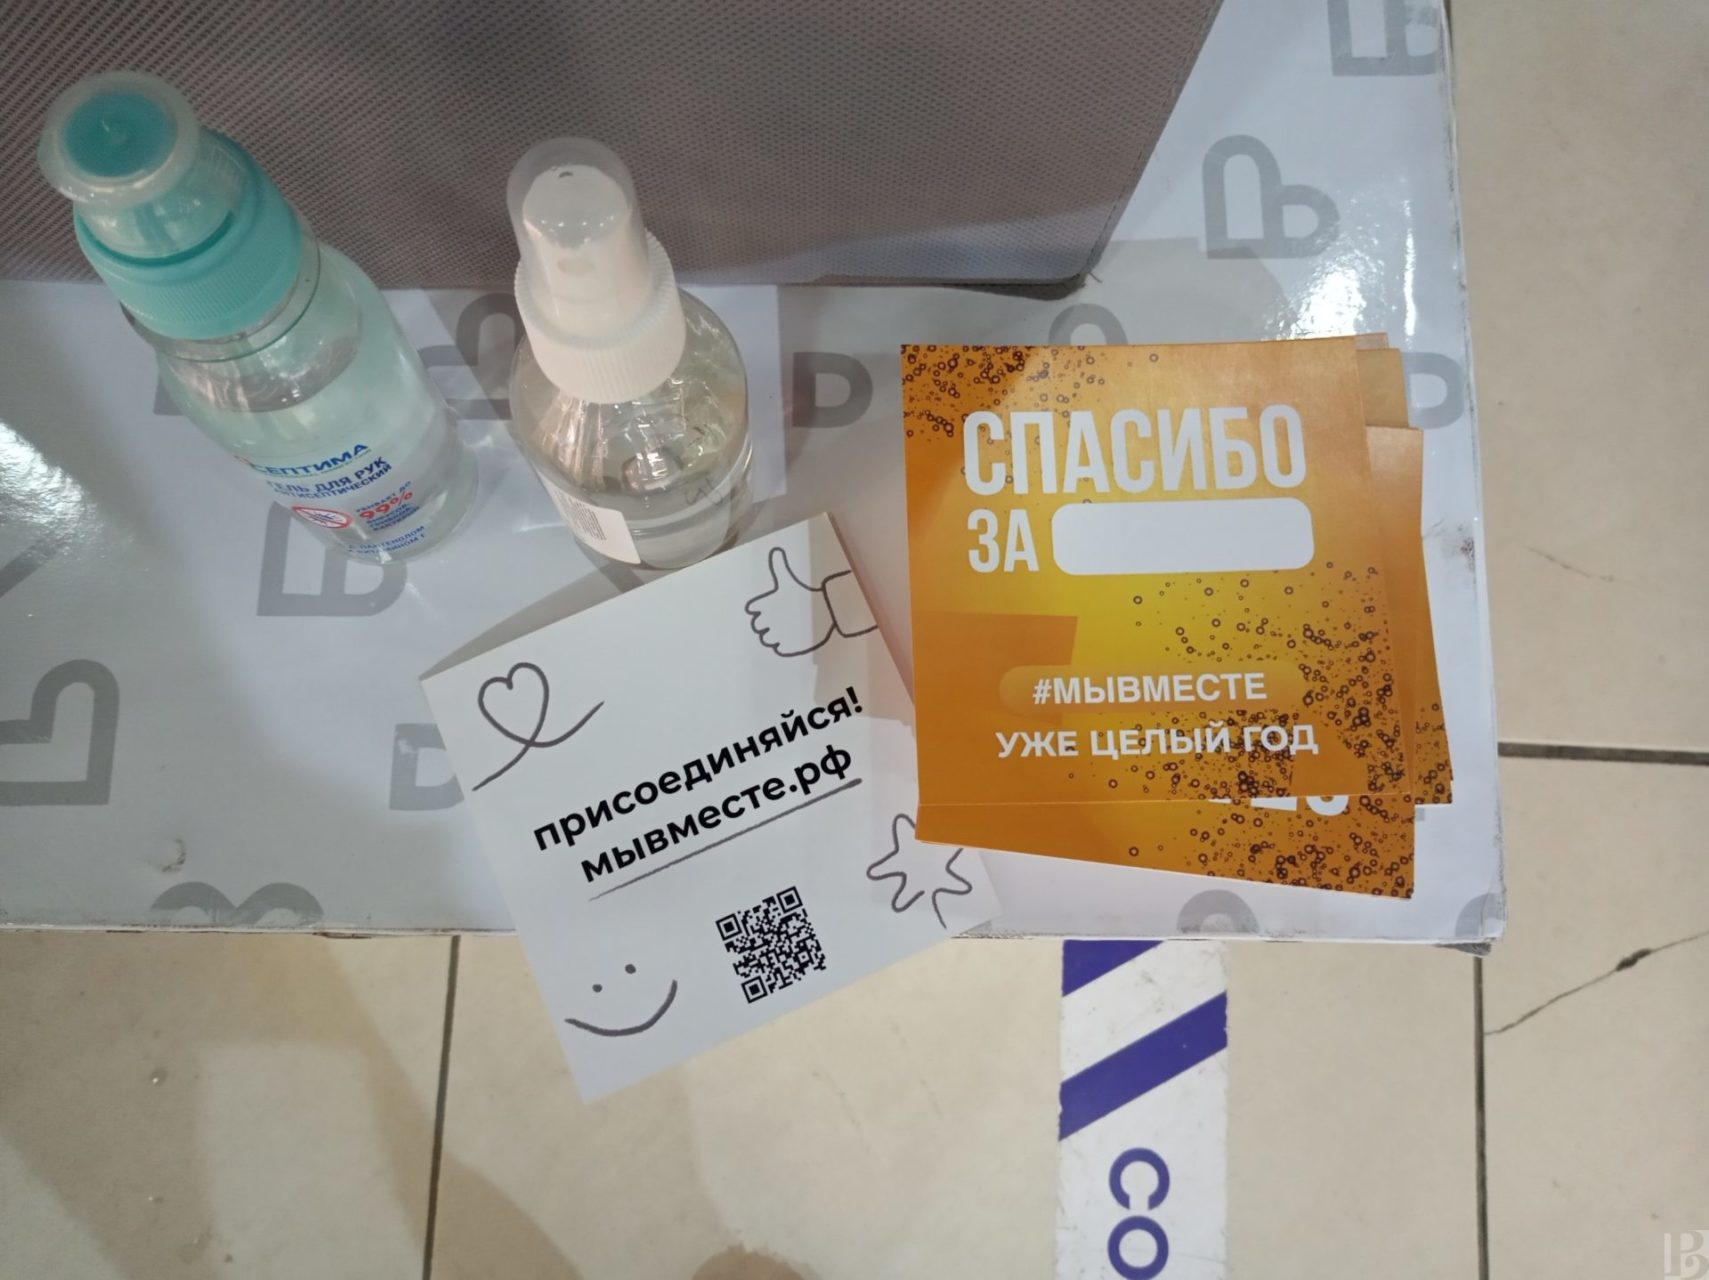 СЕПТИМА
ГЕЛЬ ДЛЯ РУК
АНТИСЕПТИЧЕСКИЙ
99%
СПАСИБО
ЗА
#МЫВМЕСТЕ
УЖЕ ЦЕЛЫЙ ГОД
присоединяйся!
мывместе.рф
СО